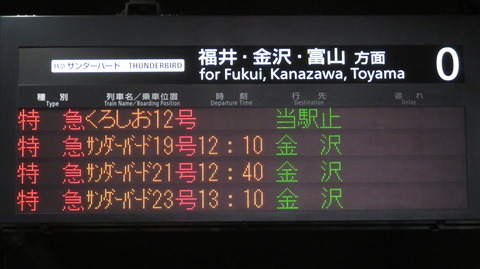 特急 サンダーバード THUNDERBIRD
福井・金沢・富山 方面
for Fukui, Kanazawa, Toyama
0
種別 列車名／乗車位置 時刻 行先 遅れ
Type Train Name/Boarding Position Departure Time Destination Delay
特急くろしお12号 当駅止
特急サンダーバード19号12：10 金沢
特急サンダーバード21号12：40 金沢
特急サンダーバード23号13：10 金沢